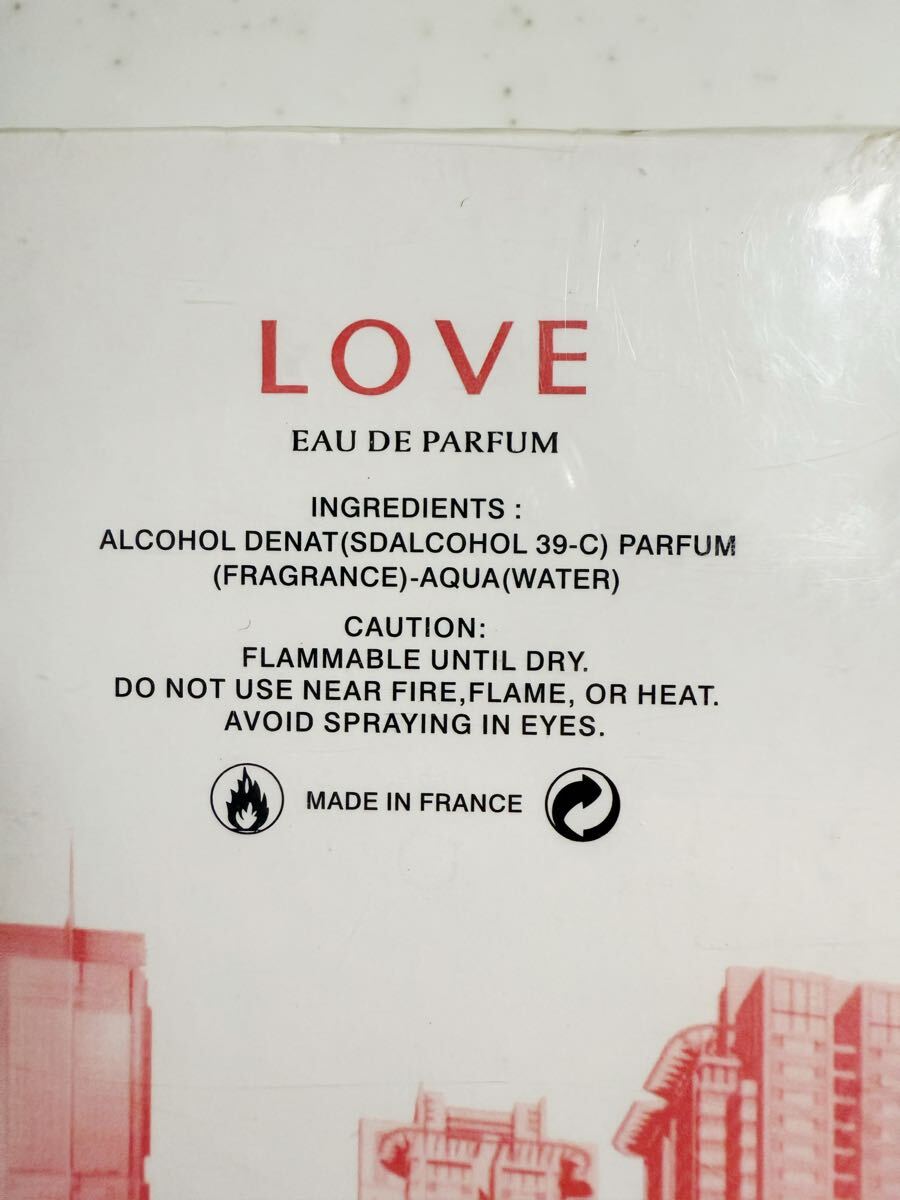 LOVE
EAU DE PARFUM
INGREDIENTS :
ALCOHOL DENAT(SDALCOHOL 39-C) PARFUM
(FRAGRANCE)-AQUA(WATER)
CAUTION:
FLAMMABLE UNTIL DRY.
DO NOT USE NEAR FIRE,FLAME, OR HEAT.
AVOID SPRAYING IN EYES.
MADE IN FRANCE